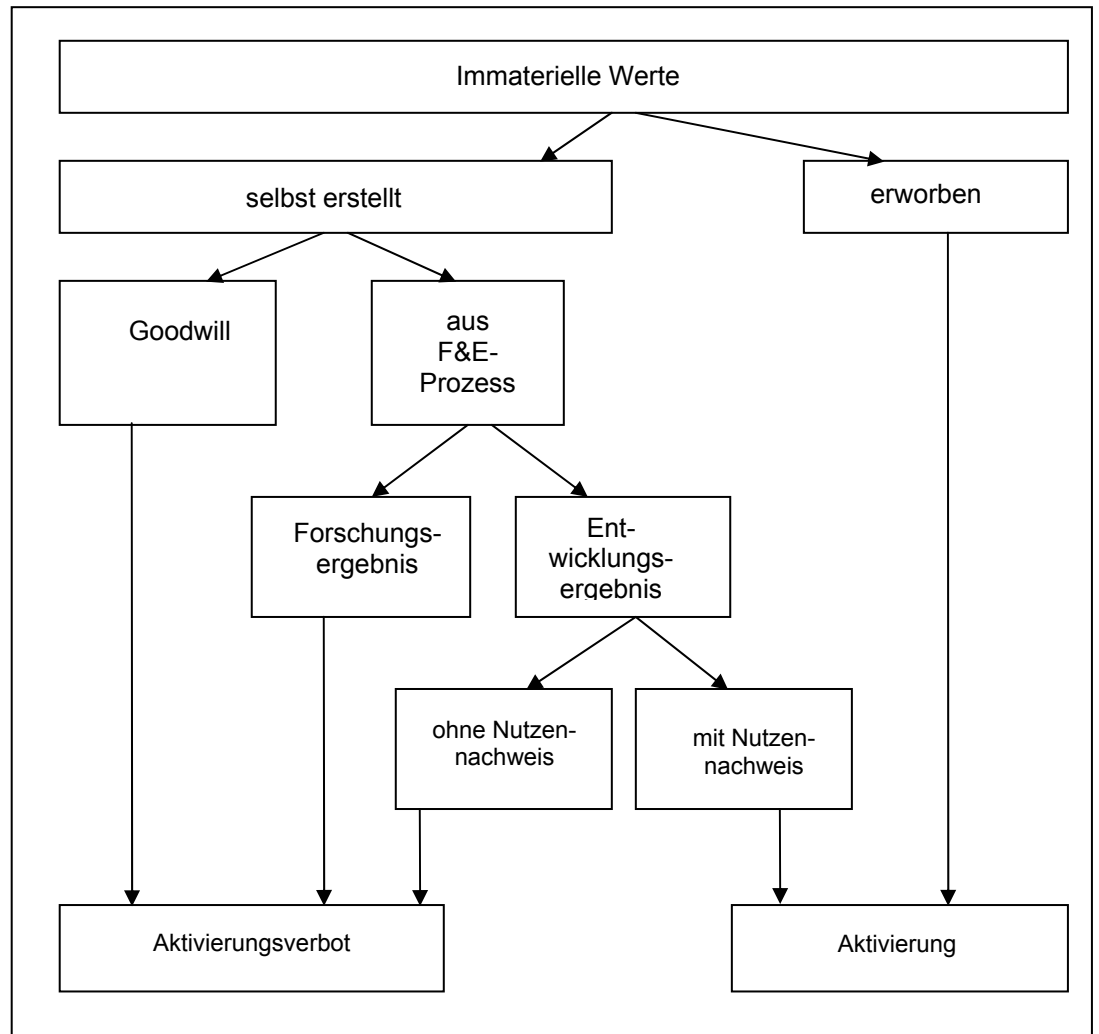 Immaterielle Werte
selbst erstellt
erworben
Goodwill
aus
F&E-
Prozess
Forschungs-
ergebnis
Ent-
wicklungs-
ergebnis
ohne Nutzen-
nachweis
mit Nutzen-
nachweis
Aktivierungsverbot
Aktivierung